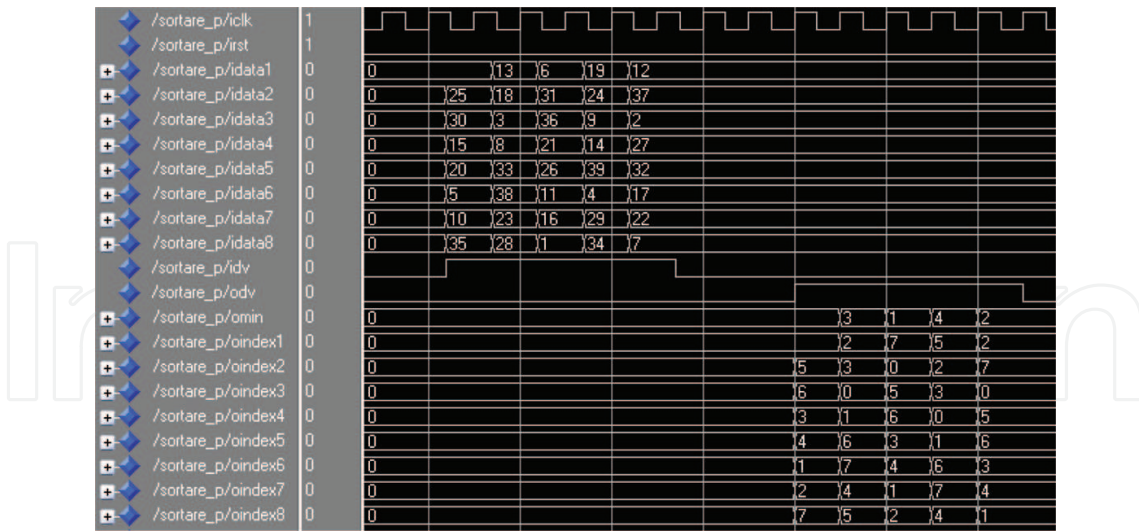 /sortare_p/iclk 1
/sortare_p/irst 1
/sortare_p/idata1 0 0 13 6 19 12
/sortare_p/idata2 0 0 25 18 31 24 37
/sortare_p/idata3 0 0 30 3 36 9 2
/sortare_p/idata4 0 0 15 8 21 14 27
/sortare_p/idata5 0 0 20 33 26 39 32
/sortare_p/idata6 0 0 5 38 11 4 17
/sortare_p/idata7 0 0 10 23 16 29 22
/sortare_p/idata8 0 0 35 28 1 34 7
/sortare_p/idv 0
/sortare_p/odv 0
/sortare_p/omin 0 0 3 1 4 2
/sortare_p/oindex1 0 0 2 7 5 2
/sortare_p/oindex2 0 0 5 3 0 2 7
/sortare_p/oindex3 0 0 6 0 5 3 0
/sortare_p/oindex4 0 0 3 1 6 0 5
/sortare_p/oindex5 0 0 4 6 3 1 6
/sortare_p/oindex6 0 0 1 7 4 6 3
/sortare_p/oindex7 0 0 2 4 1 7 4
/sortare_p/oindex8 0 0 7 5 2 4 1